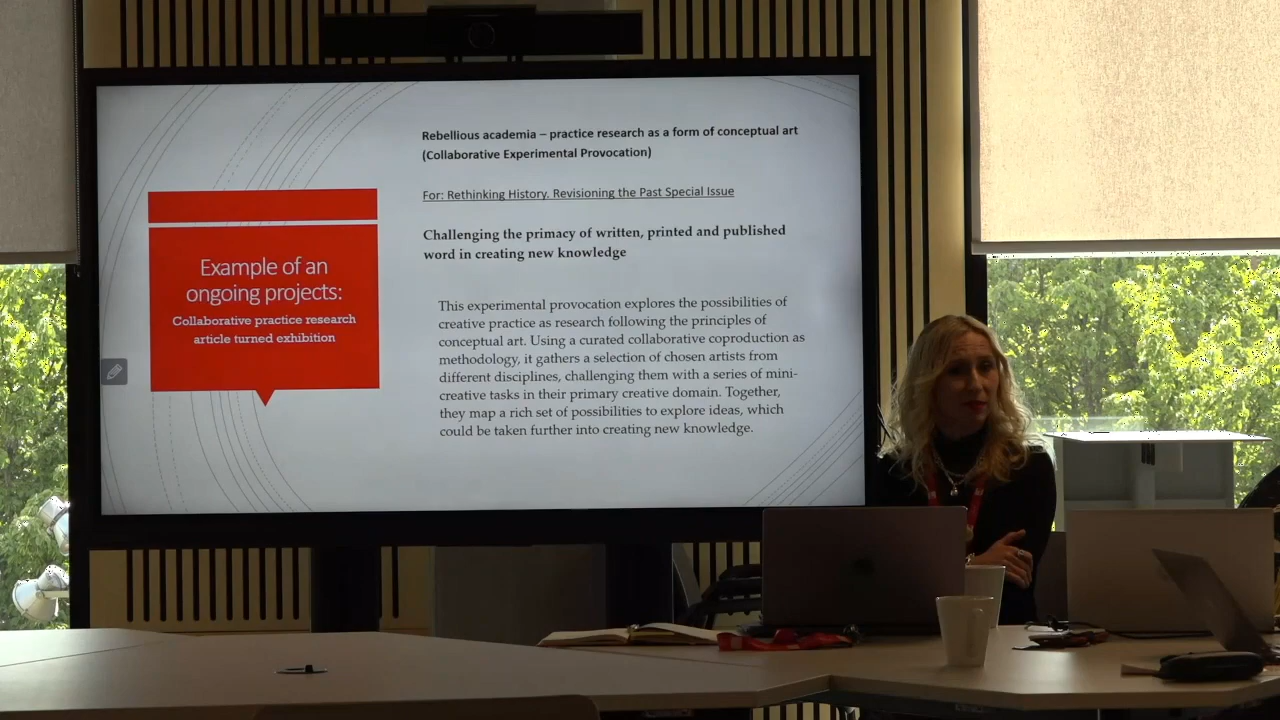 Example of an
ongoing projects:
Collaborative practice research
article turned exhibition
Rebellious academia – practice research as a form of conceptual art
(Collaborative Experimental Provocation)
For: Rethinking History. Revisioning the Past Special Issue
Challenging the primacy of written, printed and published
word in creating new knowledge
This experimental provocation explores the possibilities of
creative practice as research following the principles of
conceptual art. Using a curated collaborative coproduction as
methodology, it gathers a selection of chosen artists from
different disciplines, challenging them with a series of mini-
creative tasks in their primary creative domain. Together,
they map a rich set of possibilities to explore ideas, which
could be taken further into creating new knowledge.